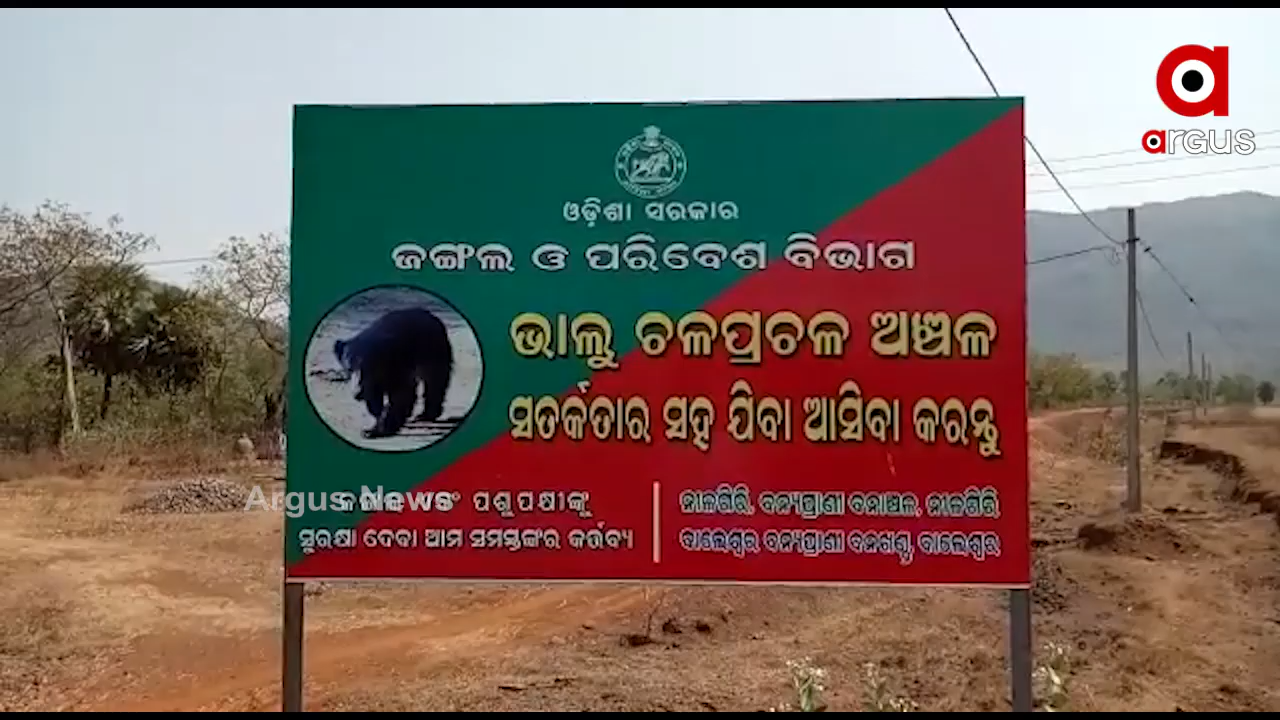 argus
ଓଡ଼ିଶା ସରକାର
ଜଙ୍ଗଲ ଓ ପରିବେଶ ବିଭାଗ
ଭାଲୁ ଚଳପ୍ରଚଳ ଅଞ୍ଚଳ
ସତର୍କତାର ସହ ଯିବା ଆସିବା କରନ୍ତୁ
Argus News
ପଶୁପକ୍ଷୀଙ୍କୁ
ସୁରକ୍ଷା ଦେବା ଆମ ସମସ୍ତଙ୍କର କର୍ତ୍ତବ୍ୟ
ନୀଳଗିରି, ବନ୍ୟପ୍ରାଣୀ ବନାଞ୍ଚଳ, ନୀଳଗିରି
ବାଲେଶ୍ୱର ବନ୍ୟପ୍ରାଣୀ ବନଖଣ୍ଡ, ବାଲେଶ୍ୱର